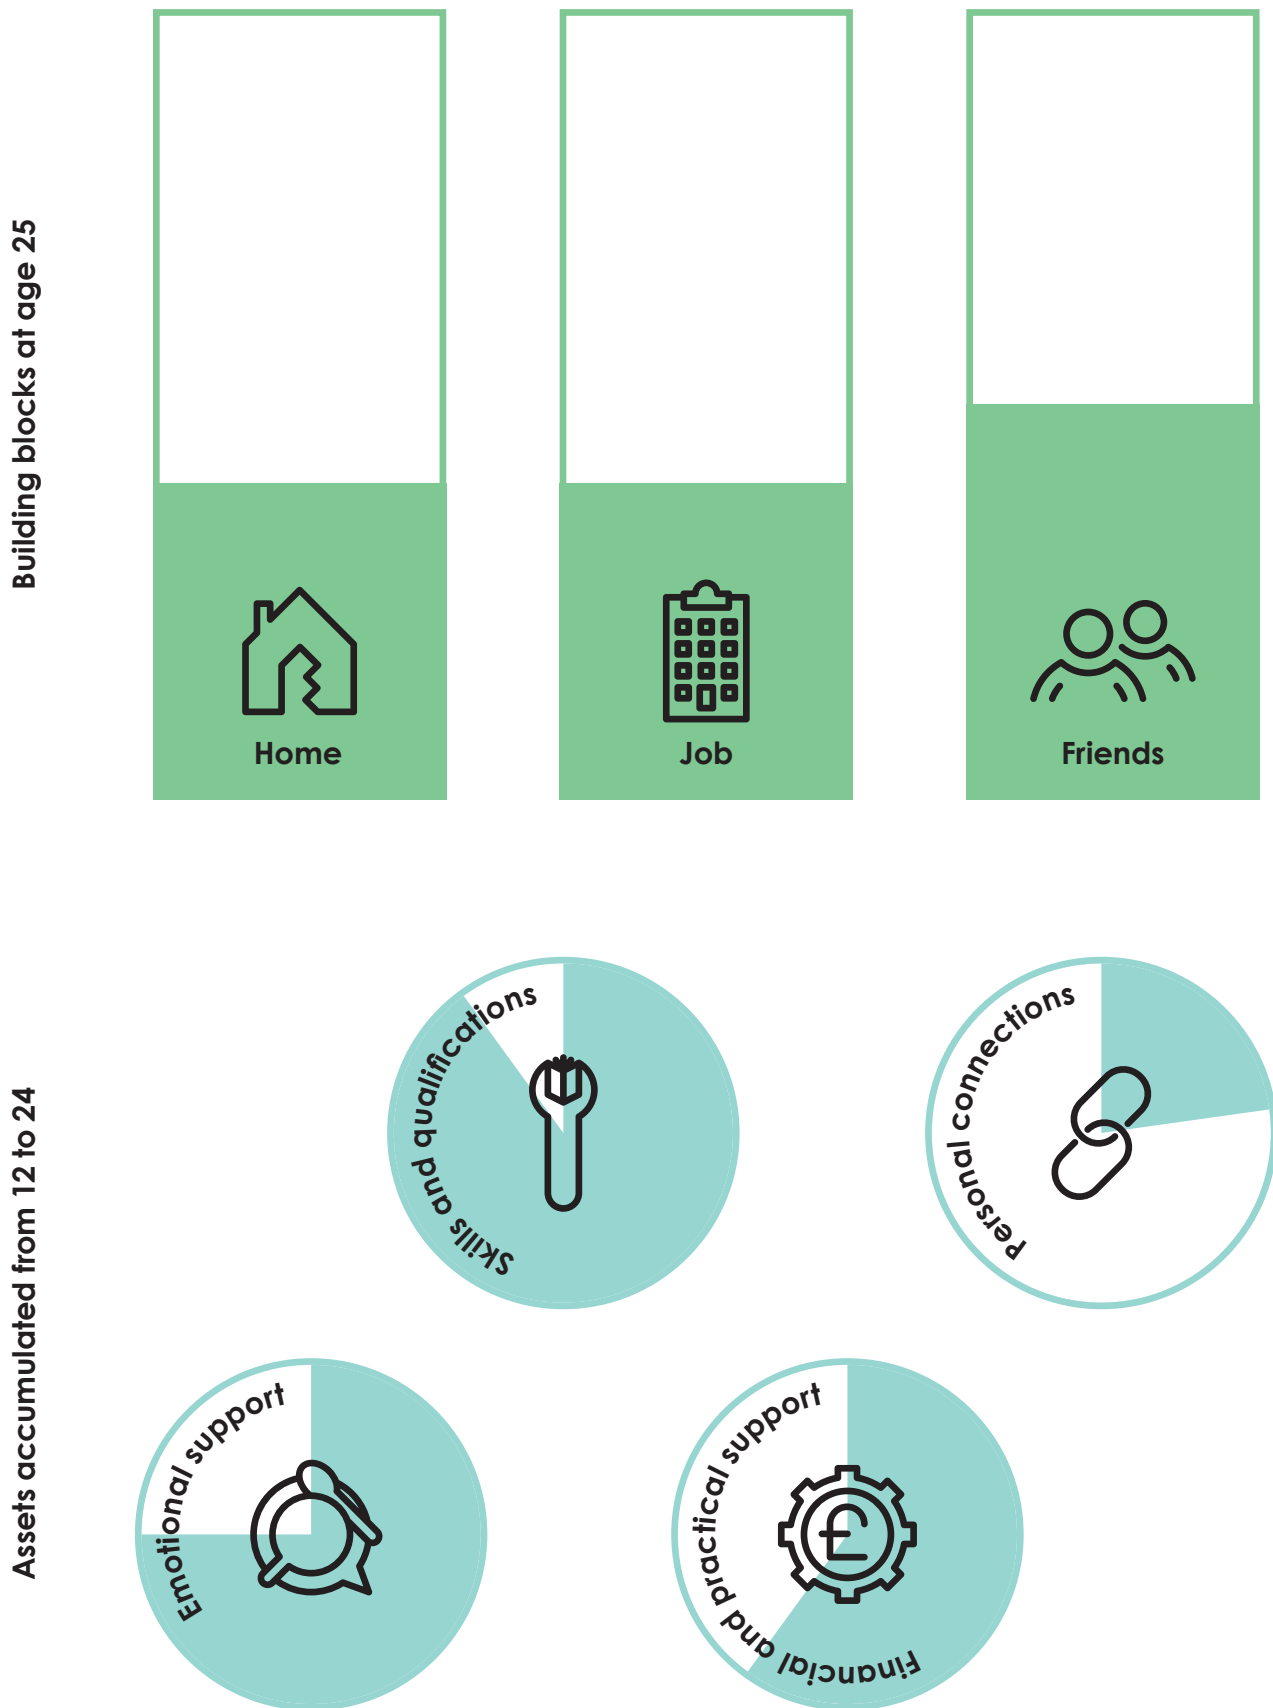 Building blocks at age 25
Home
Job
Friends
Assets accumulated from 12 to 24
Skills and qualifications
Personal connections
Emotional support
Financial and practical support
£